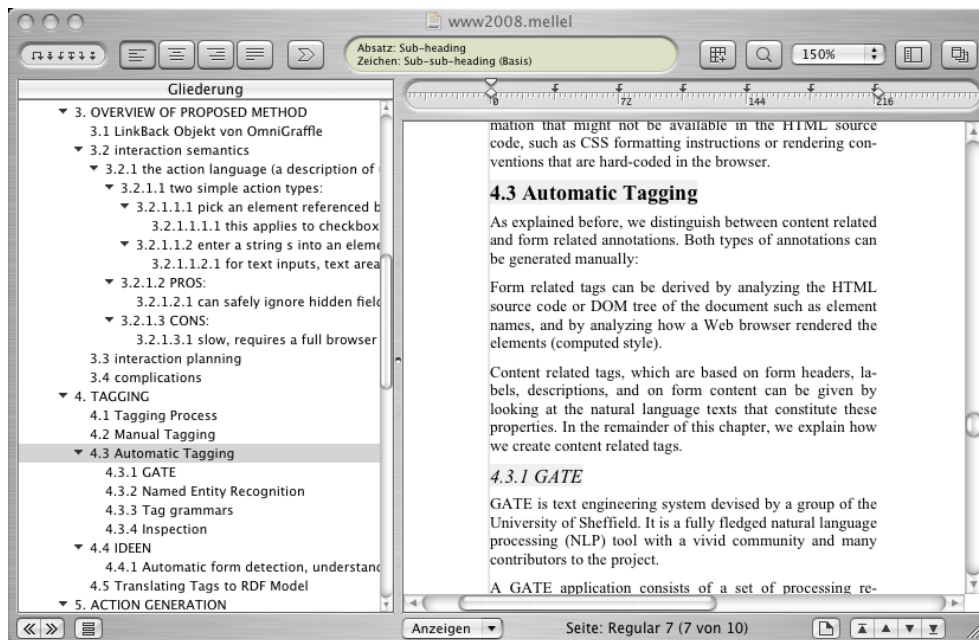 www2008.mellel
Absatz: Sub-heading
Zeichen: Sub-sub-heading (Basis)
150%
Gliederung
3. OVERVIEW OF PROPOSED METHOD
3.1 LinkBack Objekt von OmniGraffle
3.2 interaction semantics
3.2.1 the action language (a description of
3.2.1.1 two simple action types:
3.2.1.1.1 pick an element referenced b
3.2.1.1.1.1 this applies to checkbox
3.2.1.1.2 enter a string s into an eleme
3.2.1.1.2.1 for text inputs, text area
3.2.1.2 PROS:
3.2.1.2.1 can safely ignore hidden field
3.2.1.3 CONS:
3.2.1.3.1 slow, requires a full browser
3.3 interaction planning
3.4 complications
4. TAGGING
4.1 Tagging Process
4.2 Manual Tagging
4.3 Automatic Tagging
4.3.1 GATE
4.3.2 Named Entity Recognition
4.3.3 Tag grammars
4.3.4 Inspection
4.4 IDEEN
4.4.1 Automatic form detection, understanc
4.5 Translating Tags to RDF Model
5. ACTION GENERATION
0 72 144 216
mation that might not be available in the HTML source
code, such as CSS formatting instructions or rendering con-
ventions that are hard-coded in the browser.
4.3 Automatic Tagging
As explained before, we distinguish between content related
and form related annotations. Both types of annotations can
be generated manually:
Form related tags can be derived by analyzing the HTML
source code or DOM tree of the document such as element
names, and by analyzing how a Web browser rendered the
elements (computed style).
Content related tags, which are based on form headers, la-
bels, descriptions, and on form content can be given by
looking at the natural language texts that constitute these
properties. In the remainder of this chapter, we explain how
we create content related tags.
4.3.1 GATE
GATE is text engineering system devised by a group of the
University of Sheffield. It is a fully fledged natural language
processing (NLP) tool with a vivid community and many
contributors to the project.
A GATE application consists of a set of processing re-
Anzeigen
Seite: Regular 7 (7 von 10)